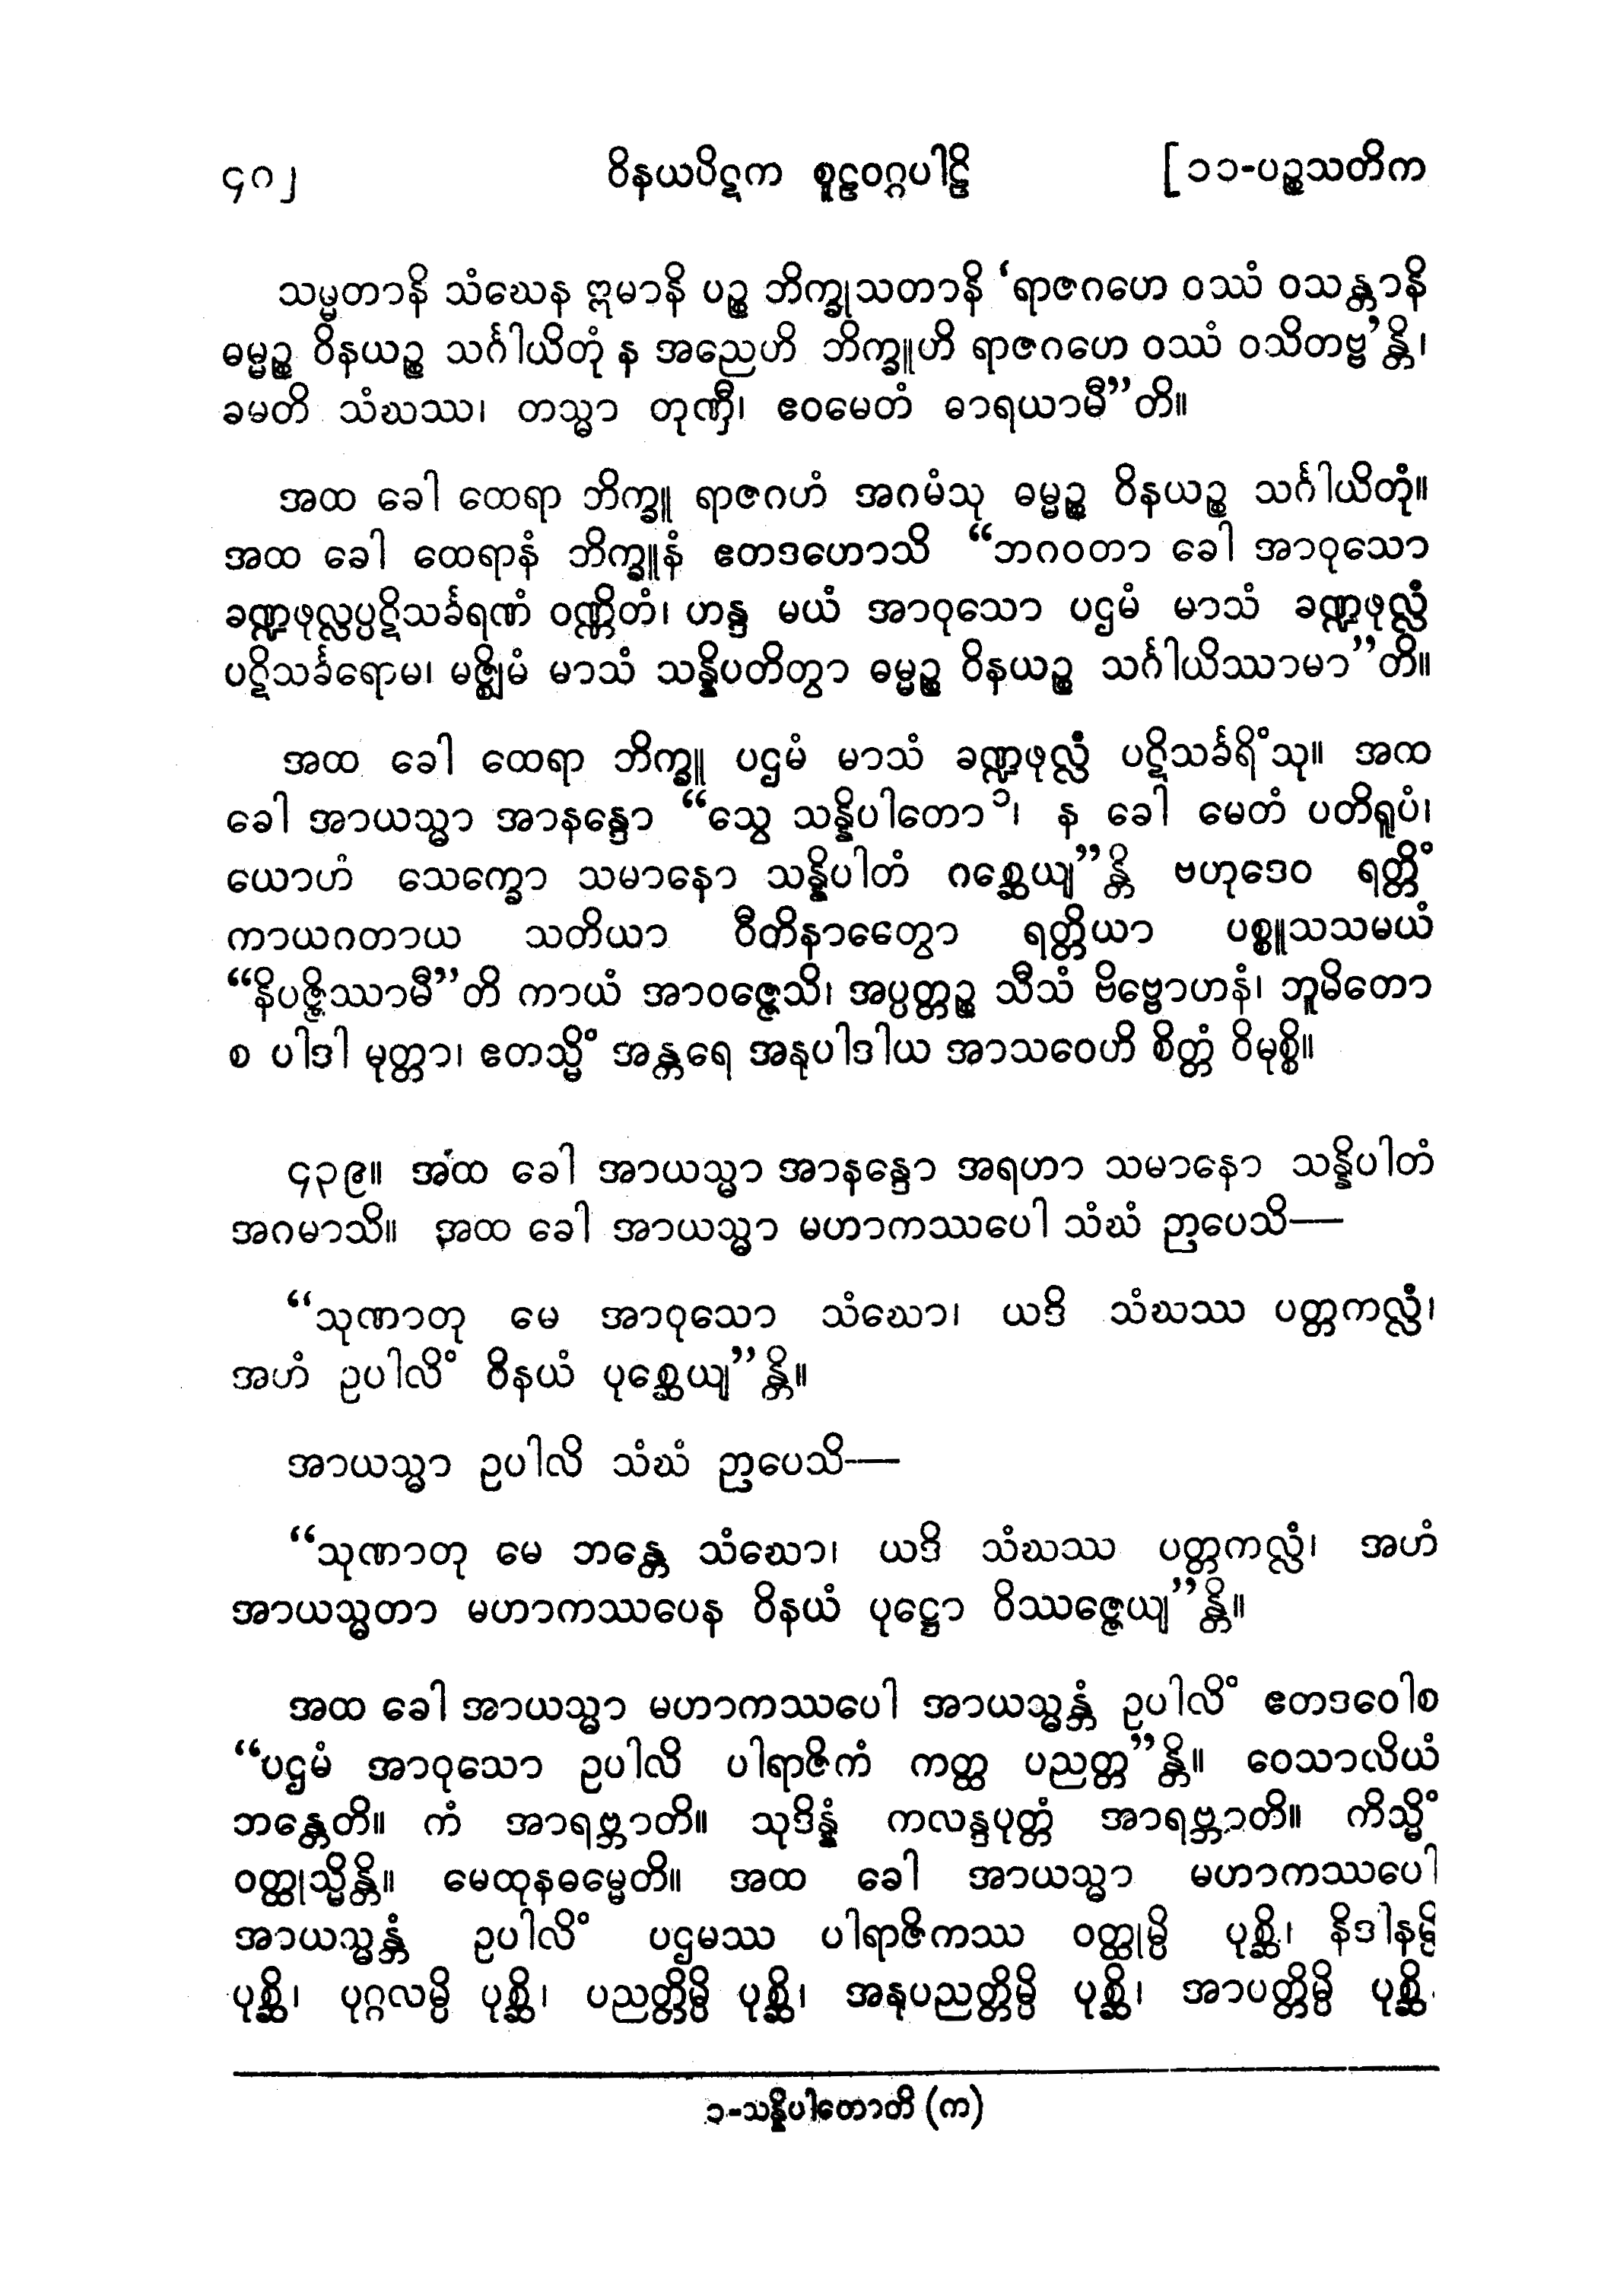 ၄၈၂ ဝိနယပိဋက စူဠဝဂ္ဂပါဠိ [ ၁၁-ပဉ္စသတိက
သမ္မတာနိ သံဃေန ဣမာနိ ပဉ္စ ဘိက္ခုသတာနိ ‘ရာဇဂဟေ ဝဿံ ဝသန္တာနိ
ဓမ္မဉ္စ ဝိနယဉ္စ သင်္ဂါယိတုံ န အညေဟိ ဘိက္ခူဟိ ရာဇဂဟေ ဝဿံ ဝသိတဗ္ဗ’န္တိ၊
ခမတိ သံဃဿ၊ တသ္မာ တုဏှီ၊ ဧဝမေတံ ဓာရယာမီ”တိ။
အထ ခေါ ထေရာ ဘိက္ခူ ရာဇဂဟံ အဂမံသု ဓမ္မဉ္စ ဝိနယဉ္စ သင်္ဂါယိတုံ။
အထ ခေါ ထေရာနံ ဘိက္ခူနံ ဧတဒဟောသိ “ဘဂဝတာ ခေါ အာဝုသော
ခဏ္ဍဖုလ္လပ္ပဋိသင်္ခရဏံ ဝဏ္ဏိတံ၊ ဟန္ဒ မယံ အာဝုသော ပဌမံ မာသံ ခဏ္ဍဖုလ္လံ
ပဋိသင်္ခရောမ၊ မဇ္ဈိမံ မာသံ သန္နိပတိတွာ ဓမ္မဉ္စ ဝိနယဉ္စ သင်္ဂါယိဿာမာ”တိ။
အထ ခေါ ထေရာ ဘိက္ခူ ပဌမံ မာသံ ခဏ္ဍဖုလ္လံ ပဋိသင်္ခရိံသု။ အထ
ခေါ အာယသ္မာ အာနန္ဒော “သွေ သန္နိပါတော၁၊ န ခေါ မေတံ ပတိရူပံ၊
ယောဟံ သေက္ခော သမာနော သန္နိပါတံ ဂစ္ဆေယျ”န္တိ ဗဟုဒေဝ ရတ္တိံ
ကာယဂတာယ သတိယာ ဝီတိနာမေတွာ ရတ္တိယာ ပစ္စူသသမယံ
“နိပဇ္ဇိဿာမီ”တိ ကာယံ အာဝဇ္ဇေသိ၊ အပ္ပတ္တဉ္စ သီသံ ဗိဗ္ဗောဟနံ၊ ဘူမိတော
စ ပါဒါ မုတ္တာ၊ ဧတသ္မိံ အန္တရေ အနုပါဒါယ အာသဝေဟိ စိတ္တံ ဝိမုစ္စိ။
၄၃၉။ အထ ခေါ အာယသ္မာ အာနန္ဒော အရဟာ သမာနော သန္နိပါတံ
အဂမာသိ။ အထ ခေါ အာယသ္မာ မဟာကဿပေါ သံဃံ ဉာပေသိ—
“သုဏာတု မေ အာဝုသော သံဃော၊ ယဒိ သံဃဿ ပတ္တကလ္လံ၊
အဟံ ဥပါလိံ ဝိနယံ ပုစ္ဆေယျ”န္တိ။
အာယသ္မာ ဥပါလိ သံဃံ ဉာပေသိ—
“သုဏာတု မေ ဘန္တေ သံဃော၊ ယဒိ သံဃဿ ပတ္တကလ္လံ၊ အဟံ
အာယသ္မတာ မဟာကဿပေန ဝိနယံ ပုဋ္ဌော ဝိဿဇ္ဇေယျ”န္တိ။
အထ ခေါ အာယသ္မာ မဟာကဿပေါ အာယသ္မန္တံ ဥပါလိံ ဧတဒဝေါစ
“ပဌမံ အာဝုသော ဥပါလိ ပါရာဇိကံ ကတ္ထ ပညတ္တ”န္တိ။ ဝေသာလိယံ
ဘန္တေတိ။ ကံ အာရဗ္ဘာတိ။ သုဒိန္နံ ကလန္ဒပုတ္တံ အာရဗ္ဘာတိ။ ကိသ္မိံ
ဝတ္ထုသ္မိန္တိ။ မေထုနဓမ္မေတိ။ အထ ခေါ အာယသ္မာ မဟာကဿပေါ
အာယသ္မန္တံ ဥပါလိံ ပဌမဿ ပါရာဇိကဿ ဝတ္ထုမ္ပိ ပုစ္ဆိ၊ နိဒါနမ္ပိ
ပုစ္ဆိ၊ ပုဂ္ဂလမ္ပိ ပုစ္ဆိ၊ ပညတ္တိမ္ပိ ပုစ္ဆိ၊ အနုပညတ္တိမ္ပိ ပုစ္ဆိ၊ အာပတ္တိမ္ပိ ပုစ္ဆိ၊
၁-သန္နိပါတောတိ (က)